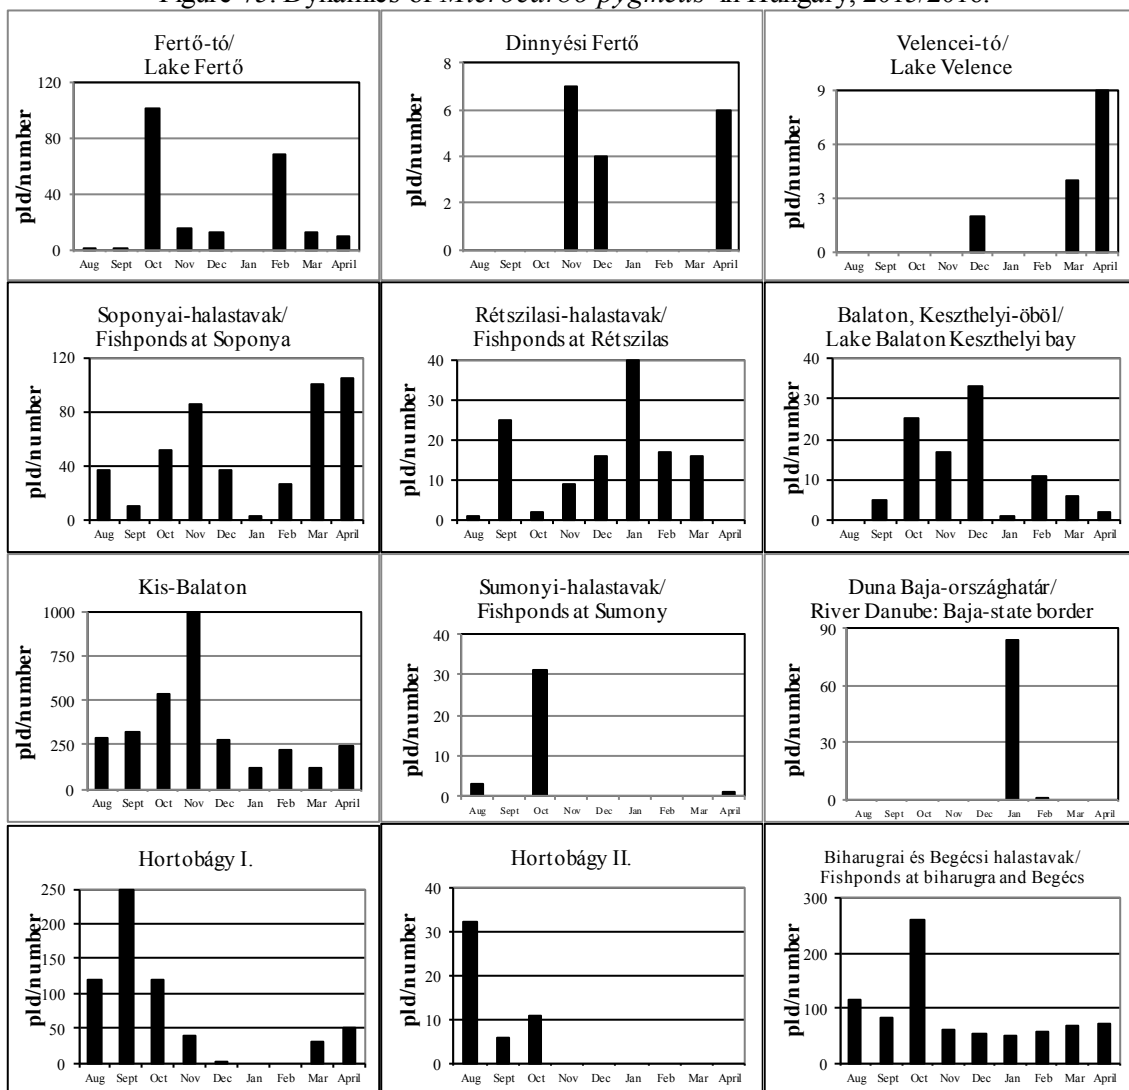 Figure Dynamics of Microcarbo pygmeus in Hungary,
Fertő-tó/
Lake Fertő
pld/number
120
80
40
0
Aug Sept Oct Nov Dec Jan Feb Mar April
Dinnyési Fertő
pld/number
8
6
4
2
0
Aug Sept Oct Nov Dec Jan Feb Mar April
Velencei-tó/
Lake Velence
pld/number
9
6
3
0
Aug Sept Oct Nov Dec Jan Feb Mar April
Soponyai-halastavak/
Fishponds at Soponya
pld/number
120
80
40
0
Aug Sept Oct Nov Dec Jan Feb Mar April
Rétszilasi-halastavak/
Fishponds at Rétszilas
pld/number
40
30
20
10
0
Aug Sept Oct Nov Dec Jan Feb Mar April
Balaton, Keszthelyi-öböl/
Lake Balaton Keszthelyi bay
pld/number
40
30
20
10
0
Aug Sept Oct Nov Dec Jan Feb Mar April
Kis-Balaton
pld/number
1000
750
500
250
0
Aug Sept Oct Nov Dec Jan Feb Mar April
Sumonyi-halastavak/
Fishponds at Sumony
pld/number
40
30
20
10
0
Aug Sept Oct Nov Dec Jan Feb Mar April
Duna Baja-országhatár/
River Danube: Baja-state border
pld/number
90
60
30
0
Aug Sept Oct Nov Dec Jan Feb Mar April
Hortobágy I.
pld/number
250
200
150
100
50
0
Aug Sept Oct Nov Dec Jan Feb Mar April
Hortobágy II.
pld/number
40
30
20
10
0
Aug Sept Oct Nov Dec Jan Feb Mar April
Biharugrai és Begécsi halastavak/
Fishponds at biharugra and Begécs
pld/number
300
200
100
0
Aug Sept Oct Nov Dec Jan Feb Mar April